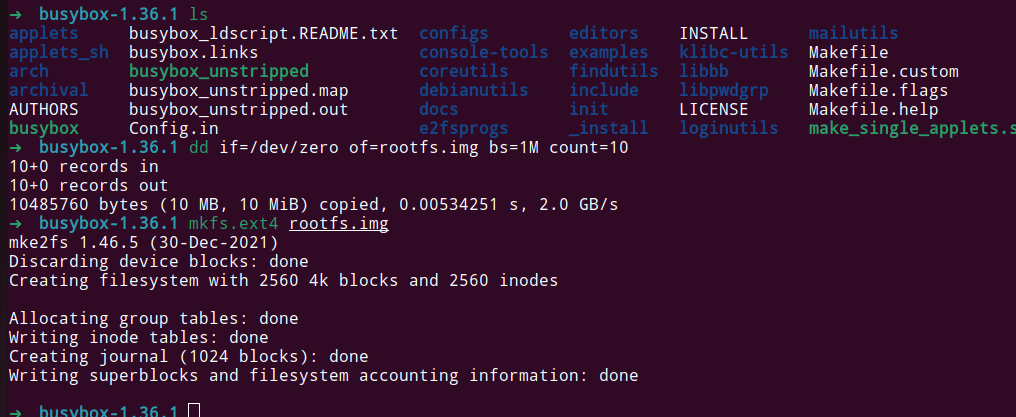 → busybox-1.36.1 ls
applets busybox_ldscript.README.txt configs editors INSTALL mailutils
applets_sh busybox.links console-tools examples klibc-utils Makefile
arch busybox_unstripped coreutils findutils libbb Makefile.custom
archival busybox_unstripped.map debianutils include libpwdgrp Makefile.flags
AUTHORS busybox_unstripped.out docs init LICENSE Makefile.help
busybox Config.in e2fsprogs _install loginutils make_single_applets.s
→ busybox-1.36.1 dd if=/dev/zero of=rootfs.img bs=1M count=10
10+0 records in
10+0 records out
10485760 bytes (10 MB, 10 MiB) copied, 0.00534251 s, 2.0 GB/s
→ busybox-1.36.1 mkfs.ext4 rootfs.img
mke2fs 1.46.5 (30-Dec-2021)
Discarding device blocks: done
Creating filesystem with 2560 4k blocks and 2560 inodes
Allocating group tables: done
Writing inode tables: done
Creating journal (1024 blocks): done
Writing superblocks and filesystem accounting information: done
→ busybox-1.36.1